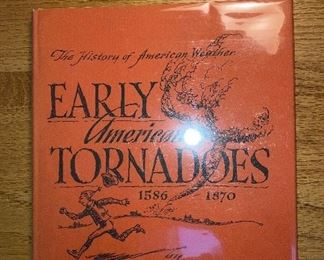 The History of American Weather
EARLY
American
TORNADOES
1586 1870